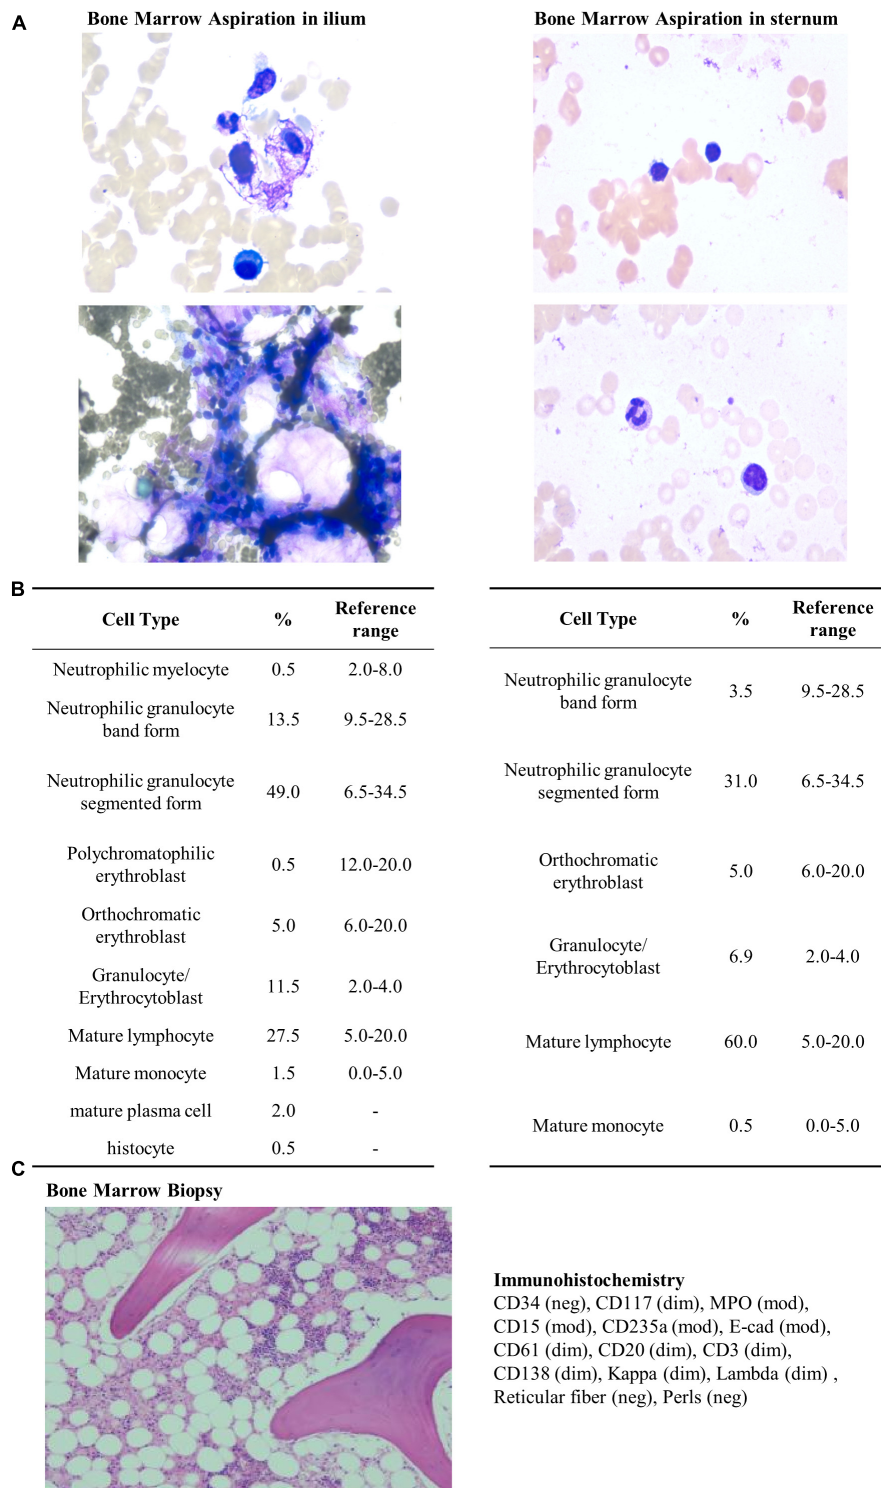 A
Bone Marrow Aspiration in ilium
Bone Marrow Aspiration in sternum
B
Cell Type % Reference
range
Neutrophilic myelocyte 0.5 2.0-8.0
Neutrophilic granulocyte
band form 13.5 9.5-28.5
Neutrophilic granulocyte
segmented form 49.0 6.5-34.5
Polychromatophilic
erythroblast 0.5 12.0-20.0
Orthochromatic
erythroblast 5.0 6.0-20.0
Granulocyte/
Erythrocytoblast 11.5 2.0-4.0
Mature lymphocyte 27.5 5.0-20.0
Mature monocyte 1.5 0.0-5.0
mature plasma cell 2.0 -
histocyte 0.5 -
Cell Type % Reference
range
Neutrophilic granulocyte
band form 3.5 9.5-28.5
Neutrophilic granulocyte
segmented form 31.0 6.5-34.5
Orthochromatic
erythroblast 5.0 6.0-20.0
Granulocyte/
Erythrocytoblast 6.9 2.0-4.0
Mature lymphocyte 60.0 5.0-20.0
Mature monocyte 0.5 0.0-5.0
C
Bone Marrow Biopsy
Immunohistochemistry
CD34 (neg), CD117 (dim), MPO (mod),
CD15 (mod), CD235a (mod), E-cad (mod),
CD61 (dim), CD20 (dim), CD3 (dim),
CD138 (dim), Kappa (dim), Lambda (dim) ,
Reticular fiber (neg), Perls (neg)